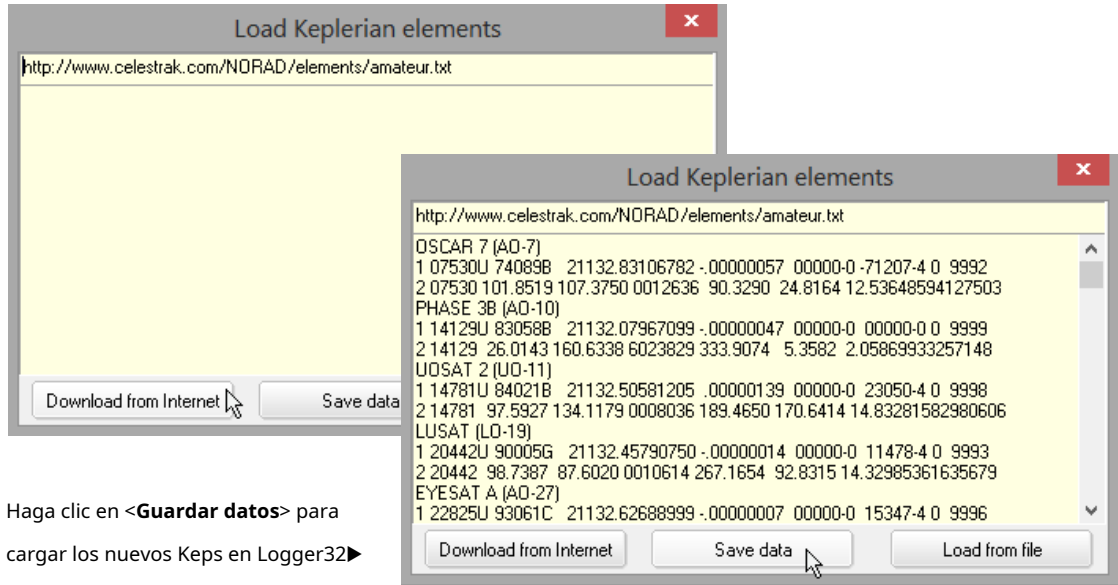 Load Keplerian elements
http://www.celestrak.com/NORAD/elements/amateur.txt
Download from Internet
Save data
Load Keplerian elements
http://www.celestrak.com/NORAD/elements/amateur.txt
OSCAR 7 (AO-7)
1 07530U 74089B 21132.83106782 -.00000057 00000-0 -71207-4 0 9992
2 07530 101.8519 107.3750 0012636 90.3290 24.8164 12.53648594127503
PHASE 3B (AO-10)
1 14129U 83058B 21132.07967099 -.00000047 00000-0 00000-0 0 9999
2 14129 26.0143 160.6338 6023829 333.9074 5.3582 2.05869933257148
UOSAT 2 (UO-11)
1 14781U 84021B 21132.50581205 .00000139 00000-0 23050-4 0 9998
2 14781 97.5927 134.1179 0008036 189.4650 170.6414 14.83281582980606
LUSAT (LO-19)
1 20442U 90005G 21132.45790750 -.00000014 00000-0 11478-4 0 9993
2 20442 98.7387 87.6020 0010614 267.1654 92.8315 14.32985361635679
EYESAT A (AO-27)
1 22825U 93061C 21132.62688999 -.00000007 00000-0 15347-4 0 9996
Download from Internet
Save data
Load from file
Haga clic en <Guardar datos> para
cargar los nuevos Keps en Logger32▶